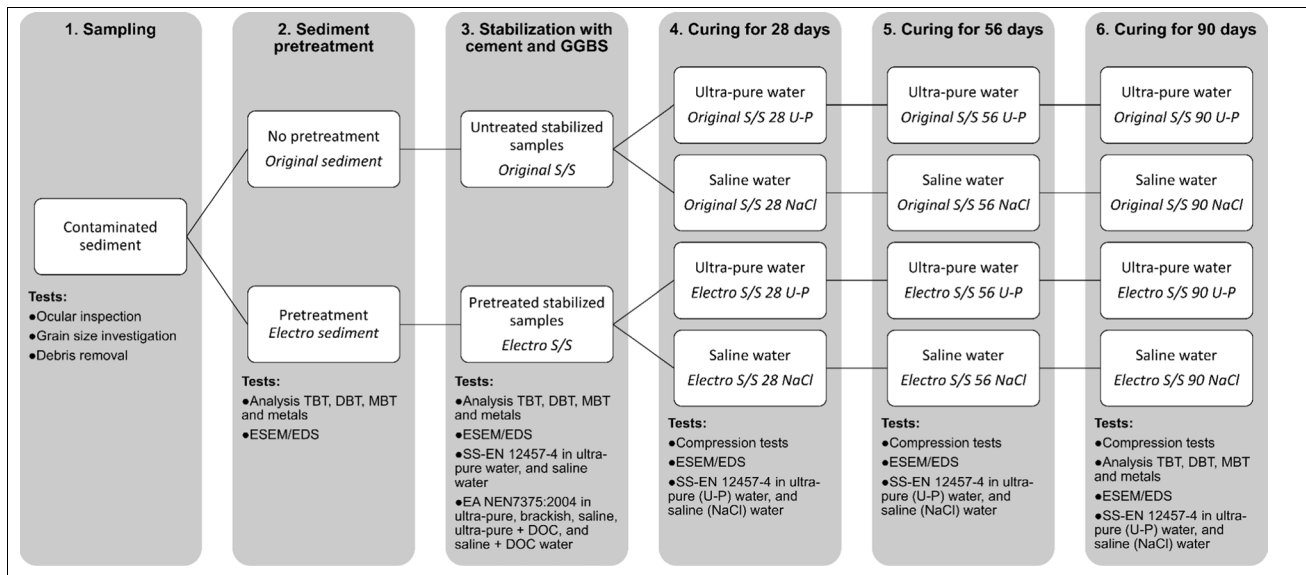 1. Sampling
Contaminated
sediment
Tests:
●Ocular inspection
●Grain size investigation
●Debris removal
2. Sediment
pretreatment
No pretreatment
Original sediment
Pretreatment
Electro sediment
Tests:
●Analysis TBT, DBT, MBT
and metals
●ESEM/EDS
3. Stabilization with
cement and GGBS
Untreated stabilized
samples
Original S/S
Pretreated stabilized
samples
Electro S/S
Tests:
●Analysis TBT, DBT, MBT
and metals
●ESEM/EDS
●SS-EN 12457-4 in ultra-
pure water, and saline
water
●EA NEN7375:2004 in
ultra-pure, brackish, saline,
ultra-pure + DOC, and
saline + DOC water
4. Curing for 28 days
Ultra-pure water
Original S/S 28 U-P
Saline water
Original S/S 28 NaCl
Ultra-pure water
Electro S/S 28 U-P
Saline water
Electro S/S 28 NaCl
Tests:
●Compression tests
●ESEM/EDS
●SS-EN 12457-4 in ultra-
pure (U-P) water, and
saline (NaCl) water
5. Curing for 56 days
Ultra-pure water
Original S/S 56 U-P
Saline water
Original S/S 56 NaCl
Ultra-pure water
Electro S/S 56 U-P
Saline water
Electro S/S 56 NaCl
Tests:
●Compression tests
●ESEM/EDS
●SS-EN 12457-4 in ultra-
pure (U-P) water, and
saline (NaCl) water
6. Curing for 90 days
Ultra-pure water
Original S/S 90 U-P
Saline water
Original S/S 90 NaCl
Ultra-pure water
Electro S/S 90 U-P
Saline water
Electro S/S 90 NaCl
Tests:
●Compression tests
●Analysis TBT, DBT, MBT
and metals
●ESEM/EDS
●SS-EN 12457-4 in ultra-
pure (U-P) water, and
saline (NaCl) water